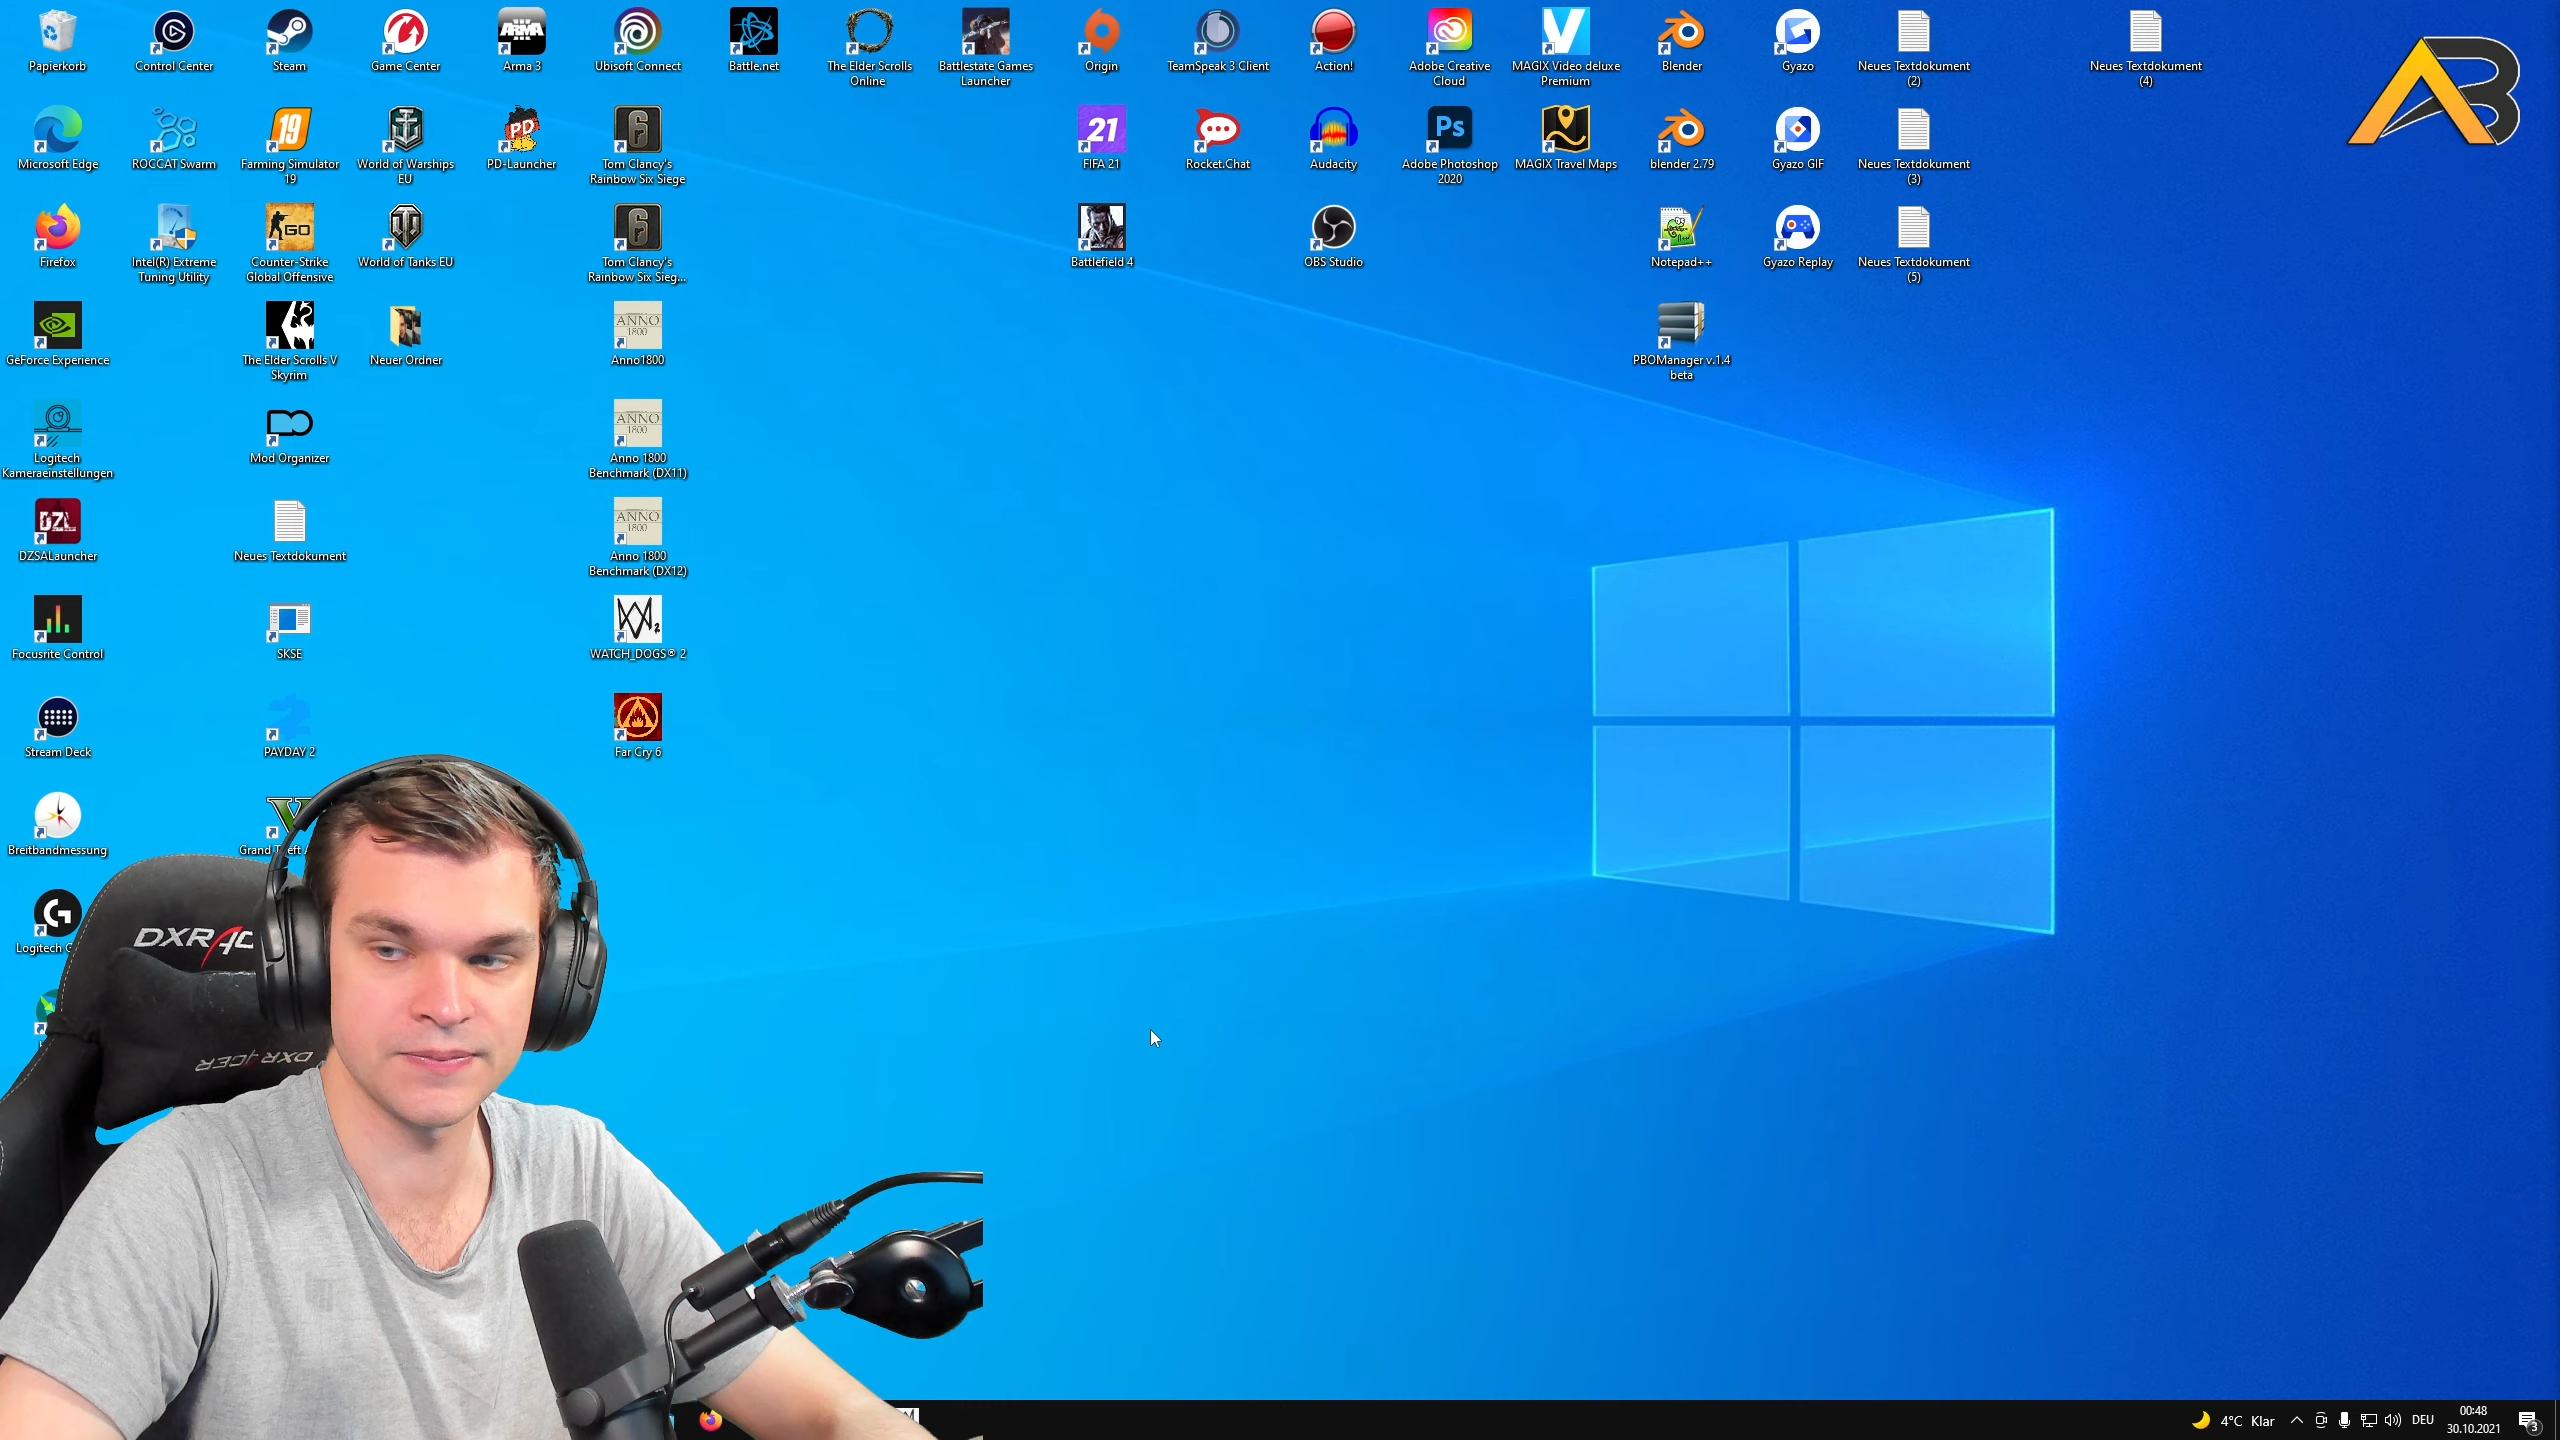 Papierkorb
Control Center
Steam
Game Center
Arma 3
Ubisoft Connect
Battle.net
The Elder Scrolls
Online
Battlestate Games
Launcher
Origin
TeamSpeak 3 Client
Action!
Adobe Creative
Cloud
MAGIX Video deluxe
Premium
Blender
Gyazo
Neues Textdokument
(2)
Neues Textdokument
(4)
AB
Microsoft Edge
ROCCAT Swarm
Farming Simulator
19
World of Warships
EU
PD-Launcher
Tom Clancy's
Rainbow Six Siege
FIFA 21
Rocket.Chat
Audacity
Adobe Photoshop
2020
MAGIX Travel Maps
blender 2.79
Gyazo GIF
Neues Textdokument
(3)
Firefox
Intel(R) Extreme
Tuning Utility
Counter-Strike
Global Offensive
World of Tanks EU
Tom Clancy's
Rainbow Six Sieg...
Battlefield 4
OBS Studio
Notepad++
Gyazo Replay
Neues Textdokument
(5)
GeForce Experience
The Elder Scrolls V
Skyrim
Neuer Ordner
Anno1800
PBOManager v.1.4
beta
Logitech
Kameraeinstellungen
Mod Organizer
Anno 1800
Benchmark (DX11)
DZSALauncher
Neues Textdokument
Anno 1800
Benchmark (DX12)
Focusrite Control
SKSE
WATCH_DOGS® 2
Stream Deck
PAYDAY 2
Far Cry 6
Breitbandmessung
Grand
Logitech
DXRAC
DXRACER
4°C Klar
DEU
00:48
30.10.2021
3